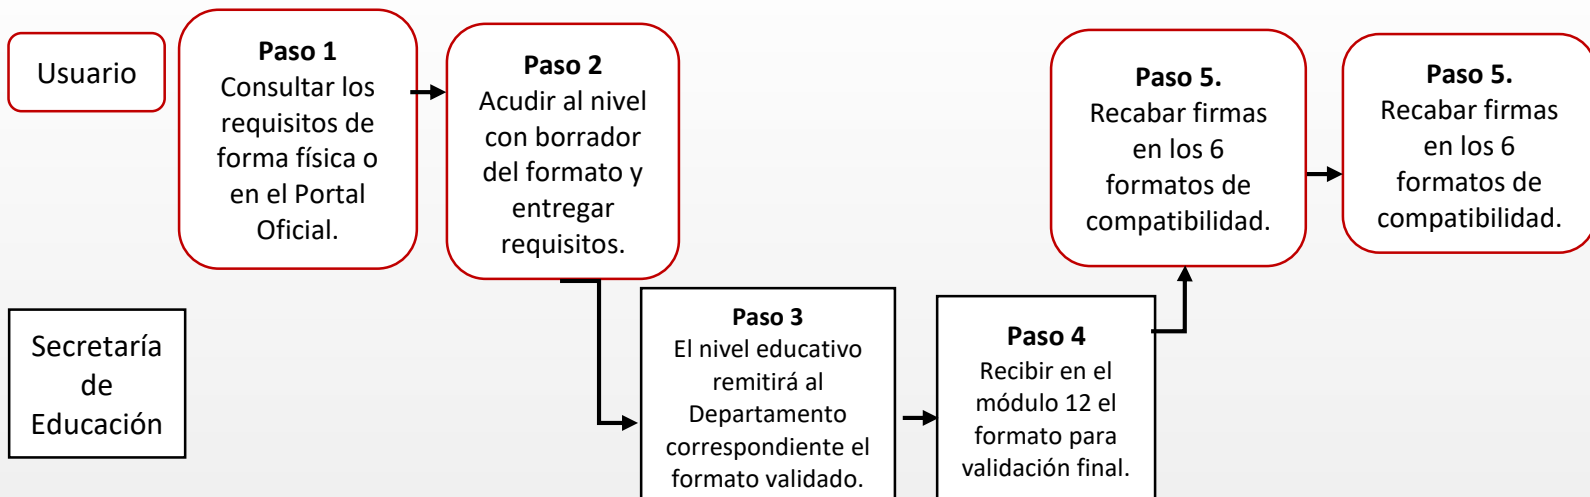 Usuario
Paso 1
Consultar los
requisitos de
forma física o
en el Portal
Oficial.
Paso 2
Acudir al nivel
con borrador
del formato y
entregar
requisitos.
Paso 5.
Recabar firmas
en los 6
formatos de
compatibilidad.
Paso 5.
Recabar firmas
en los 6
formatos de
compatibilidad.
Secretaría
de
Educación
Paso 3
El nivel educativo
remitirá al
Departamento
correspondiente el
formato validado.
Paso 4
Recibir en el
módulo 12 el
formato para
validación final.